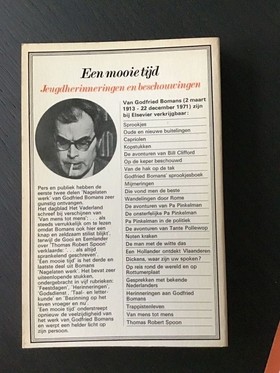 Een mooie tijd
Jeugdherinneringen en beschouwingen
Van Godfried Bomans (2 maart
1913 - 22 december 1971) zijn
bij Elsevier verkrijgbaar:
Sprookjes
Oude en nieuwe buitelingen
Capriolen
Kopstukken
De avonturen van Bill Clifford
Op de keper beschouwd
Van de hak op de tak
Godfried Bomans' sprookjesboek
Mijmeringen
Die vond men de beste
Wandelingen door Rome
De avonturen van Pa Pinkelman
De onsterfelijke Pa Pinkelman
Pa Pinkelman in de politiek
De avonturen van Tante Pollewop
Noten kraken
De man met de witte das
Een Hollander ontdekt Vlaanderen
Dickens, waar zijn uw spoken?
Op reis rond de wereld en op
Rottumerplaat
Gesprekken met bekende
Nederlanders
Herinneringen aan Godfried
Bomans
Trappistenleven
Van mens tot mens
Thomas Robert Spoon
Pers en publiek hebben de
eerste twee delen 'Nagelaten
werk' van Godfried Bomans zeer
gunstig ontvangen.
Het dagblad Het Vaderland
schreef bij verschijnen van
'Van mens tot mens': . . . als
steeds verrukkelijk om te lezen
omdat Bomans ook hier een
knap en zeldzaam stilist blijkt',
terwijl de Gooi en Eemlander
over 'Thomas Robert Spoon'
verklaarde: '. . . als altijd
sprankelend geschreven'.
'Een mooie tijd' is het derde en
laatste deel uit Bomans'
'Nagelaten werk'. Het bevat zeer
uiteenlopende stukken,
ondergebracht in vijf rubrieken
'Feestdagen', 'Herinneringen',
'Godsdienst', 'Taal- en letter-
kunde' en 'Bezinning op het
leven vroeger en nu'.
'Een mooie tijd' onderstreept
opnieuw de veelzijdigheid van
het werk van Godfried Bomans
en werpt een helder licht op
zijn persoon.